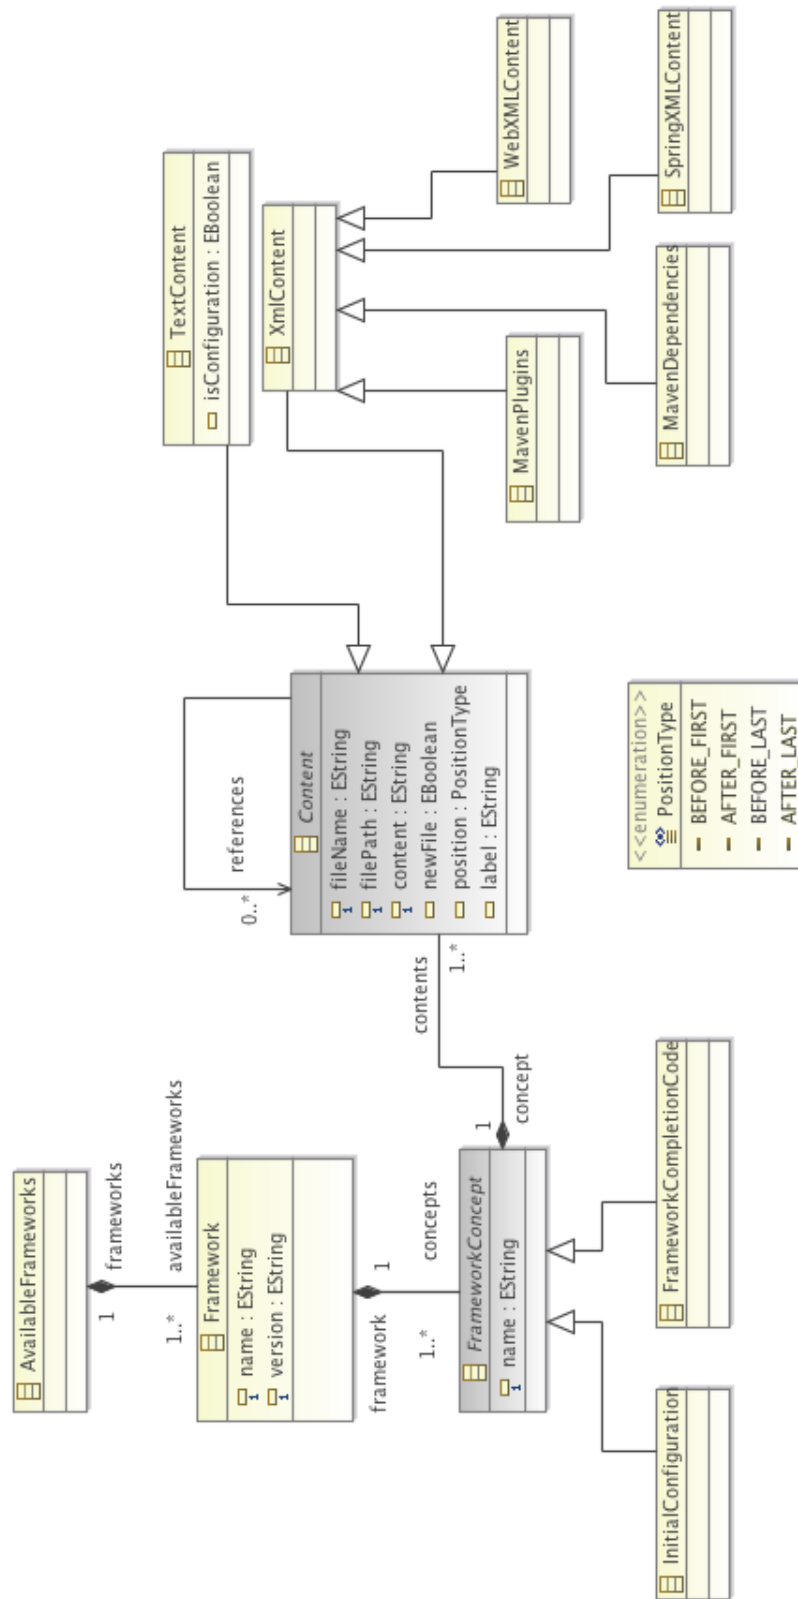 AvailableFrameworks
1
frameworks
1..*
availableFrameworks
Framework
name : EString
version : EString
framework
1
1..*
concepts
FrameworkConcept
name : EString
1
concept
contents
1..*
InitialConfiguration
FrameworkCompletionCode
references
0..*
Content
fileName : EString
filePath : EString
content : EString
newFile : EBoolean
position : PositionType
label : EString
<<enumeration>>
PositionType
BEFORE_FIRST
AFTER_FIRST
BEFORE_LAST
AFTER_LAST
TextContent
isConfiguration : EBoolean
XmlContent
MavenPlugins
WebXMLContent
MavenDependencies
SpringXMLContent